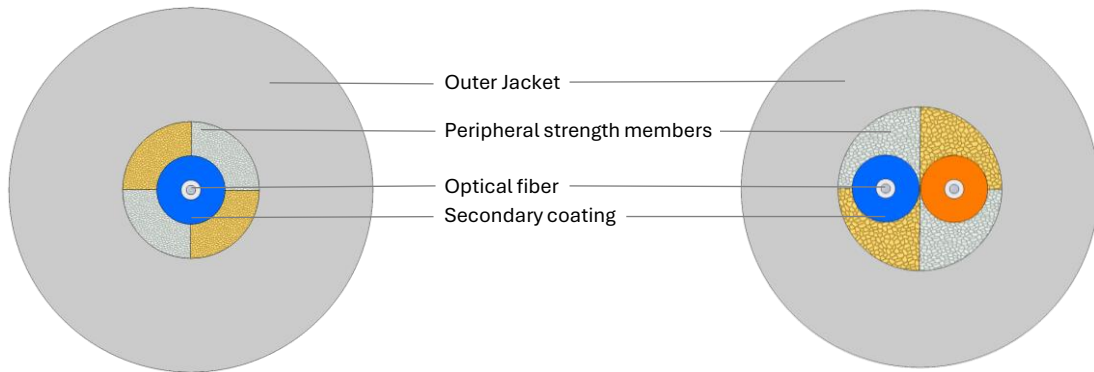 Outer Jacket
Peripheral strength members
Optical fiber
Secondary coating